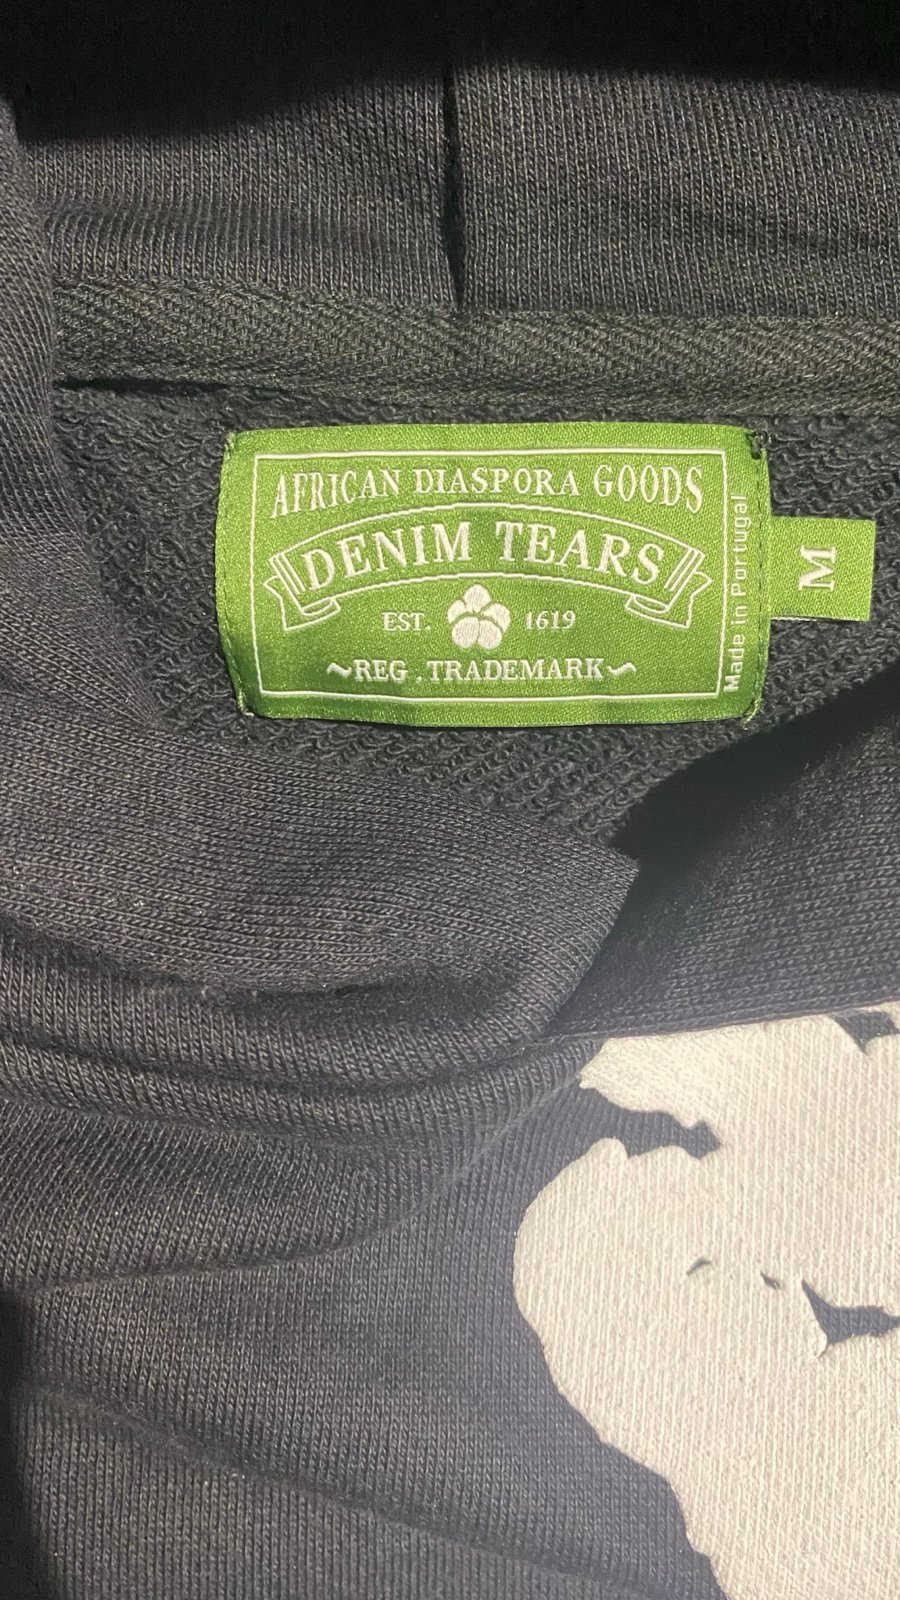 AFRICAN DIASPORA GOODS
DENIM TEARS
EST. 1619
~REG . TRADEMARK~
Made in Portugal
M